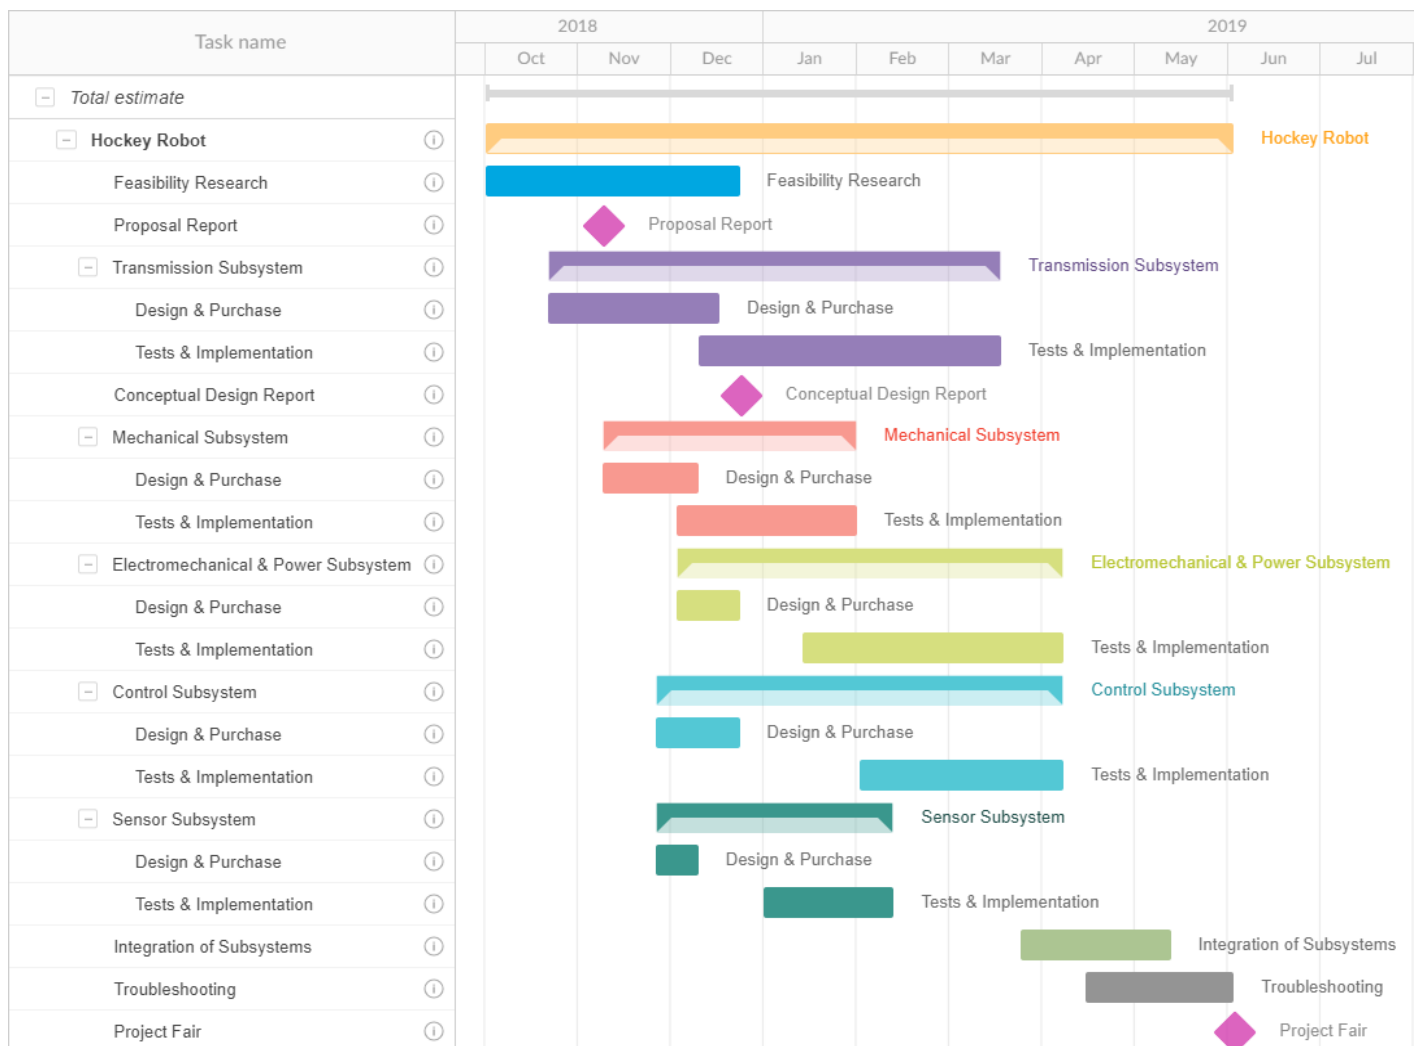 Task name
2018 2019
Oct Nov Dec Jan Feb Mar Apr May Jun Jul
Total estimate
Hockey Robot Hockey Robot
Feasibility Research Feasibility Research
Proposal Report Proposal Report
Transmission Subsystem Transmission Subsystem
Design & Purchase Design & Purchase
Tests & Implementation Tests & Implementation
Conceptual Design Report Conceptual Design Report
Mechanical Subsystem Mechanical Subsystem
Design & Purchase Design & Purchase
Tests & Implementation Tests & Implementation
Electromechanical & Power Subsystem Electromechanical & Power Subsystem
Design & Purchase Design & Purchase
Tests & Implementation Tests & Implementation
Control Subsystem Control Subsystem
Design & Purchase Design & Purchase
Tests & Implementation Tests & Implementation
Sensor Subsystem Sensor Subsystem
Design & Purchase Design & Purchase
Tests & Implementation Tests & Implementation
Integration of Subsystems Integration of Subsystems
Troubleshooting Troubleshooting
Project Fair Project Fair